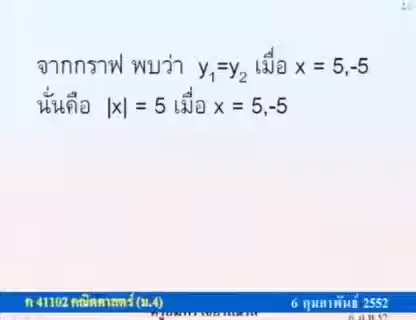 จากกราฟ พบว่า y₁=y₂ เมื่อ x = 5,-5
นั่นคือ |x| = 5 เมื่อ x = 5,-5
ค 41102 คณิตศาสตร์ (ม.4) 6 กุมภาพันธ์ 2552